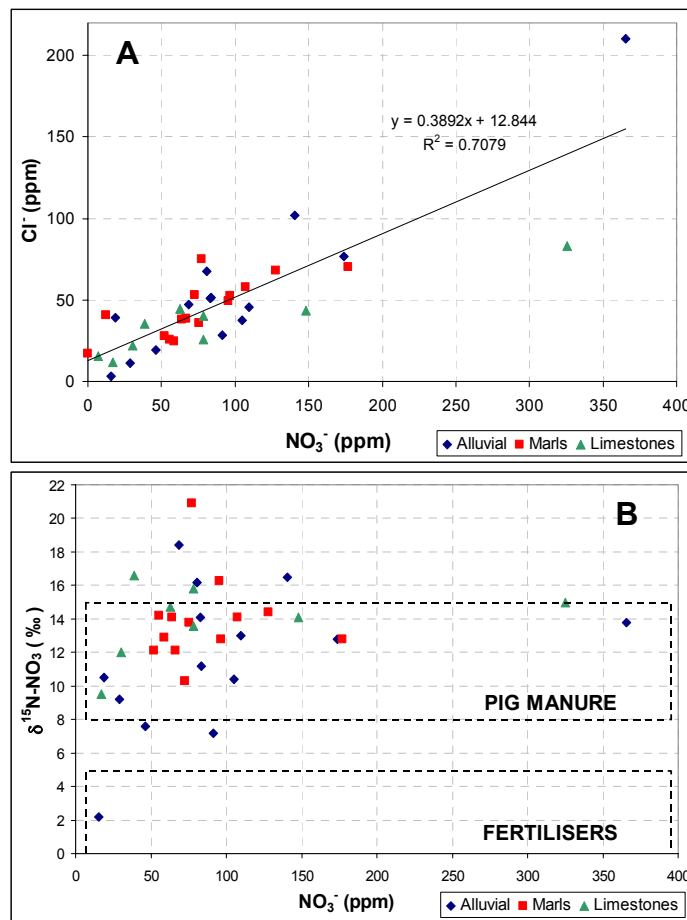 A
200
150
100
50
0
Cl⁻ (ppm)
y = 0.3892x + 12.844
R² = 0.7079
0 50 100 150 200 250 300 350 400
NO₃⁻ (ppm)
Alluvial Marls Limestones
B
22
20
18
16
14
12
10
8
6
4
2
0
δ¹⁵N-NO₃ (‰)
PIG MANURE
FERTILISERS
0 50 100 150 200 250 300 350 400
NO₃⁻ (ppm)
Alluvial Marls Limestones